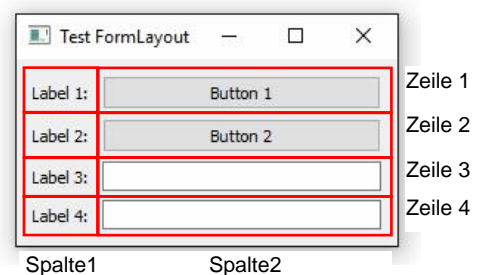 Test FormLayout
Label 1: Button 1 Zeile 1
Label 2: Button 2 Zeile 2
Label 3: Zeile 3
Label 4: Zeile 4
Spalte1 Spalte2